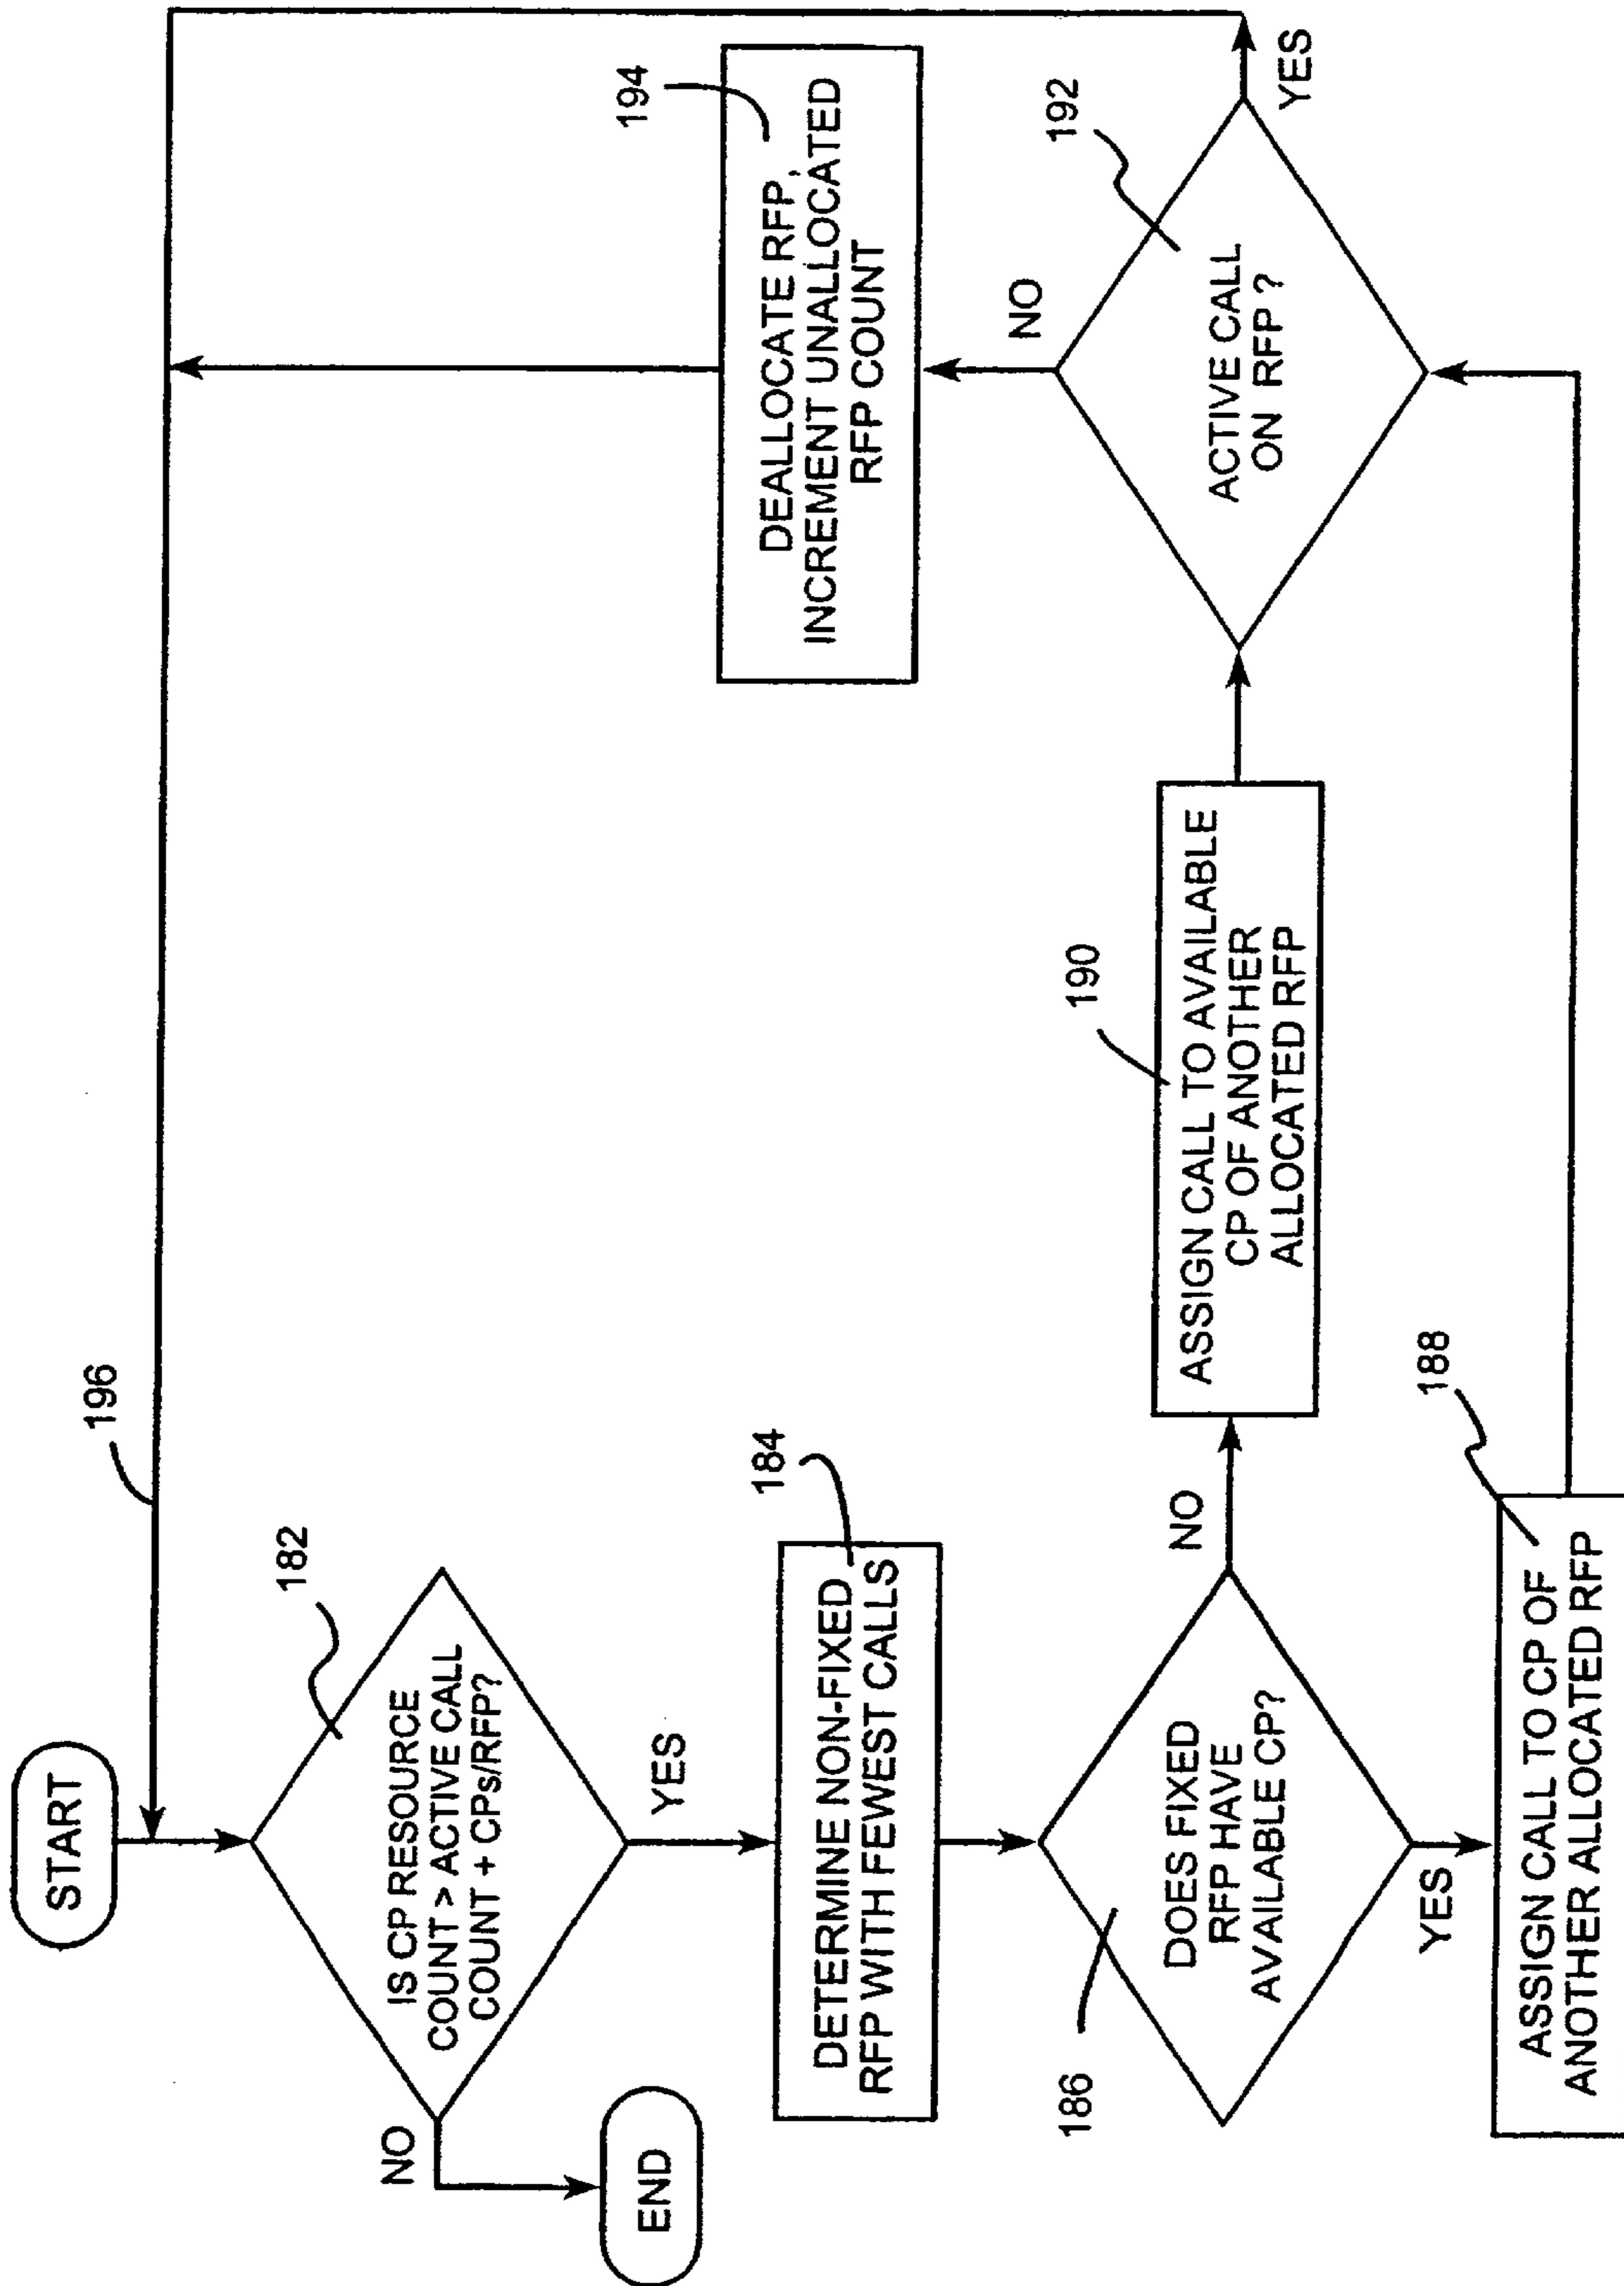 START
196
182
IS CP RESOURCE
COUNT > ACTIVE CALL
COUNT + CPs/RFP?
NO
END
YES
184
DETERMINE NON-FIXED
RFP WITH FEWEST CALLS
186
DOES FIXED
RFP HAVE
AVAILABLE CP?
NO
YES
188
ASSIGN CALL TO CP OF
ANOTHER ALLOCATED RFP
190
ASSIGN CALL TO AVAILABLE
CP OF ANOTHER
ALLOCATED RFP
192
ACTIVE CALL
ON RFP ?
NO
YES
194
DEALLOCATE RFP,
INCREMENT UNALLOCATED
RFP COUNT